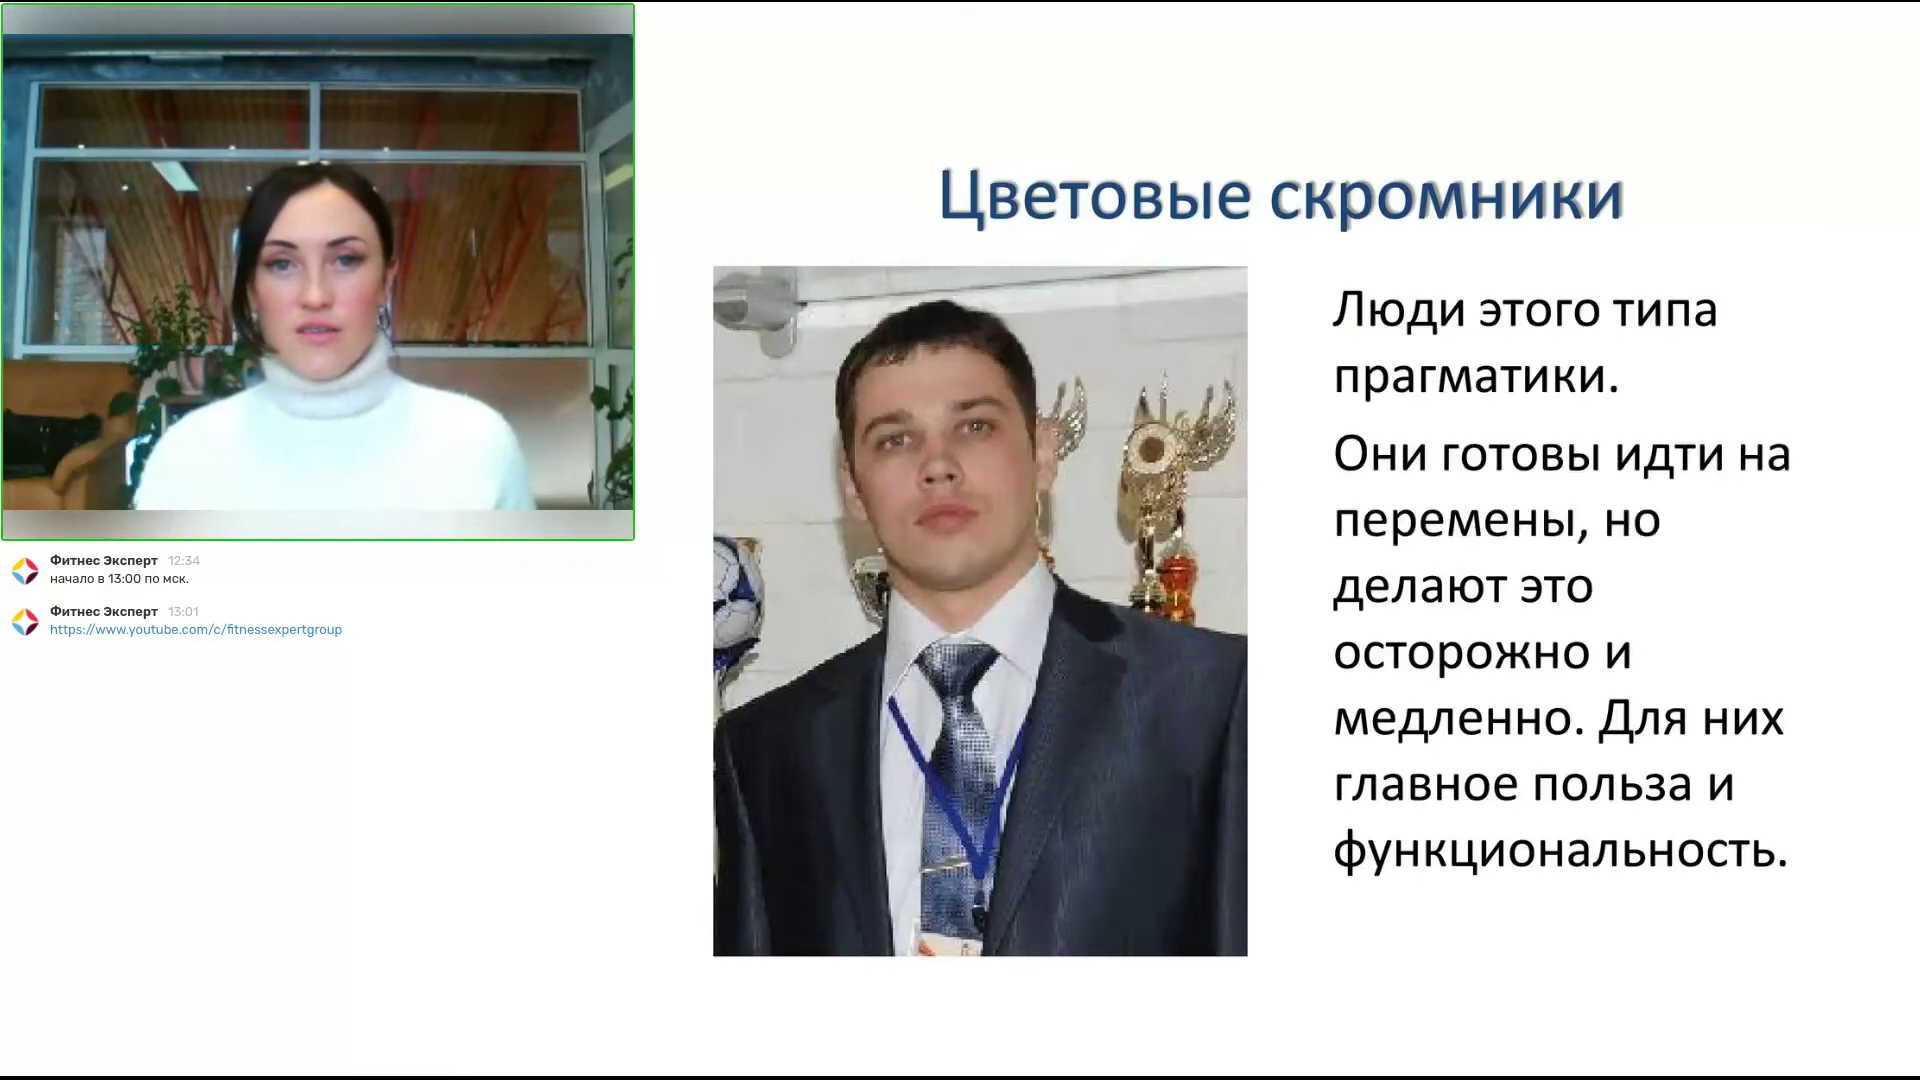 Цветовые скромники
Люди этого типа
прагматики.
Они готовы идти на
перемены, но
делают это
осторожно и
медленно. Для них
главное польза и
функциональность.
Фитнес Эксперт 12:34
начало в 13:00 по мск.
Фитнес Эксперт 13:01
https://www.youtube.com/c/fitnessexpertgroup